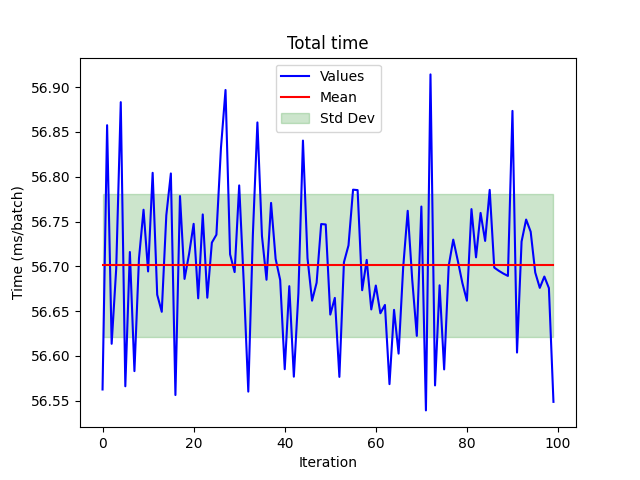 Total time
Values
Mean
Std Dev
Time (ms/batch)
56.90
56.85
56.80
56.75
56.70
56.65
56.60
56.55
0 20 40 60 80 100
Iteration